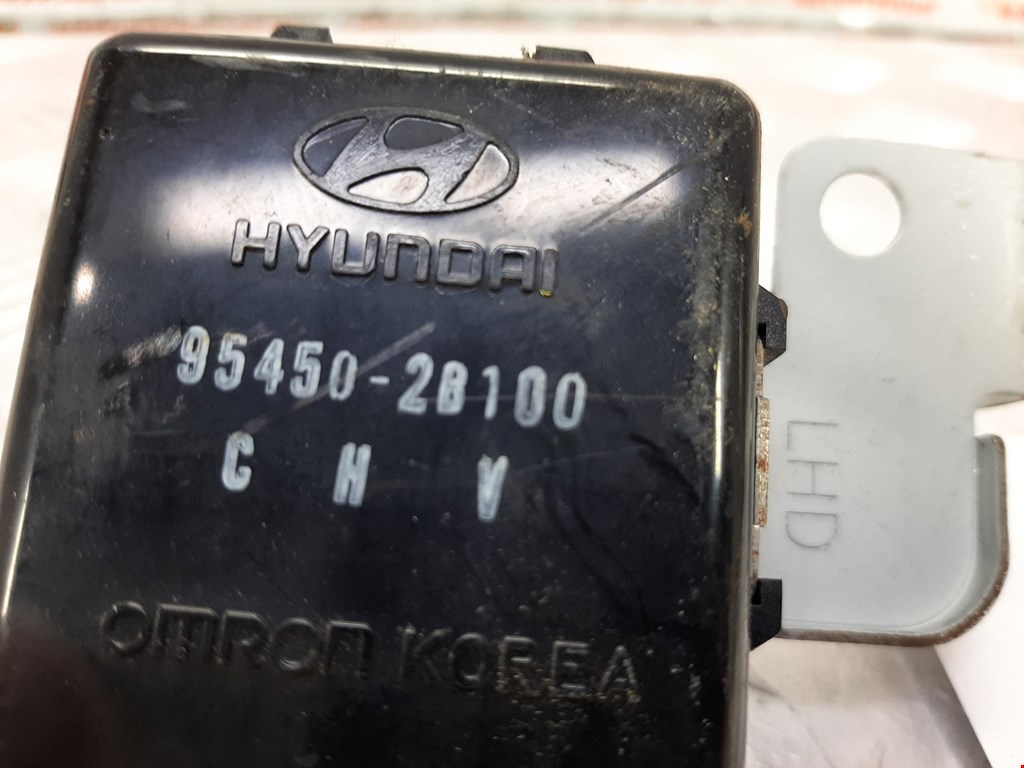 HYUNDAI
95450-2B100
C H V
OMRON KOREA
LHD